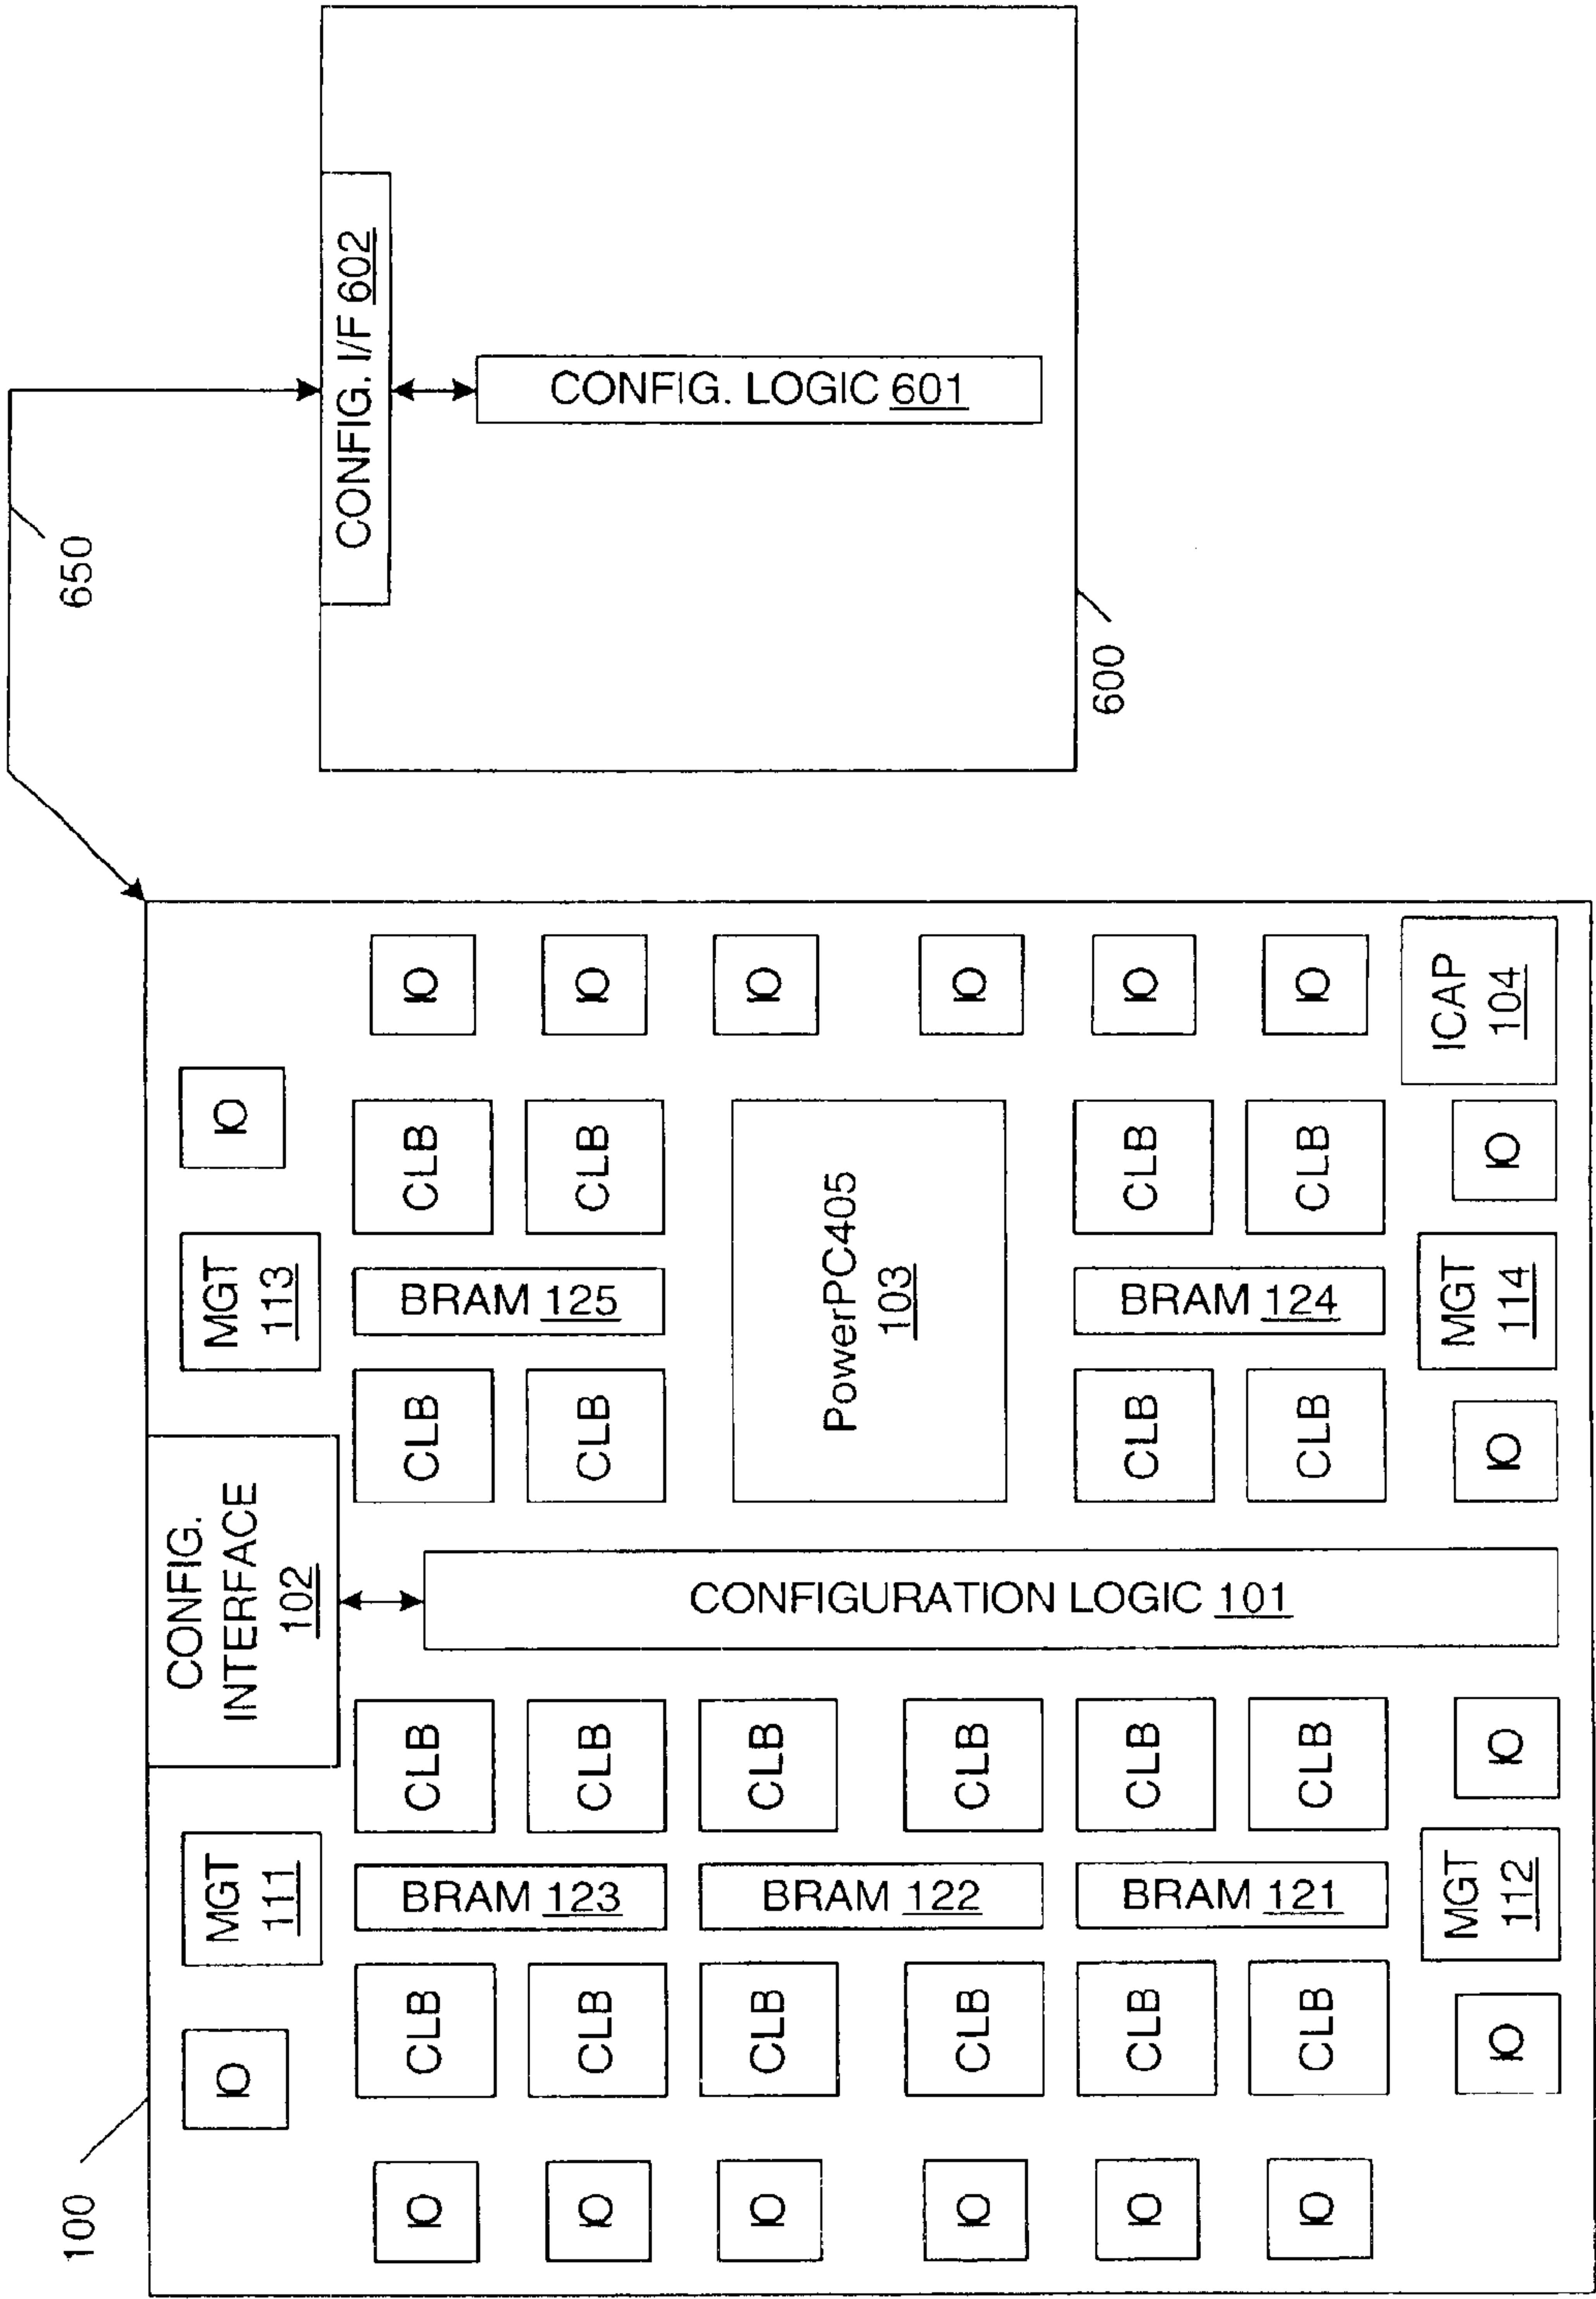 100
650
IO
MGT
111
CONFIG.
INTERFACE
102
MGT
113
IO
CONFIG. I/F 602
IO
CLB
CLB
CLB
CLB
IO
BRAM 123
BRAM 125
IO
CLB
CLB
CLB
CLB
IO
IO
CLB
CLB
IO
BRAM 122
CONFIGURATION LOGIC 101
PowerPC405
103
CONFIG. LOGIC 601
IO
CLB
CLB
IO
600
IO
CLB
CLB
CLB
CLB
IO
BRAM 121
BRAM 124
IO
CLB
CLB
CLB
CLB
IO
IO
MGT
112
IO
IO
MGT
114
IO
ICAP
104